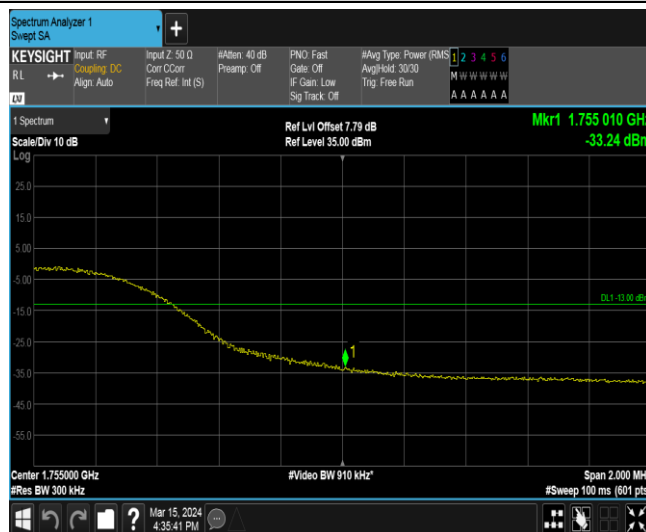 Spectrum Analyzer 1
Swept SA
+
KEYSIGHT Input: RF Input Z: 50 Ω #Atten: 40 dB PNO: Fast #Avg Type: Power (RMS 1 2 3 4 5 6
RL Coupling: DC Corr CCorr Preamp: Off Gate: Off Avg|Hold: 30/30 M W W W W W
Align: Auto Freq Ref: Int (S) IF Gain: Low Trig: Free Run
Sig Track: Off A A A A A A
LXI
1 Spectrum Ref Lvl Offset 7.79 dB Mkr1 1.755 010 GHz
Scale/Div 10 dB Ref Level 35.00 dBm -33.24 dBm
Log
25.0
15.0
5.00
-5.00
DL1 -13.00 dBm
-15.0
-25.0
1
-35.0
-45.0
-55.0
Center 1.755000 GHz #Video BW 910 kHz* Span 2.000 MH
#Res BW 300 kHz #Sweep 100 ms (601 pts
? Mar 15, 2024
4:35:41 PM